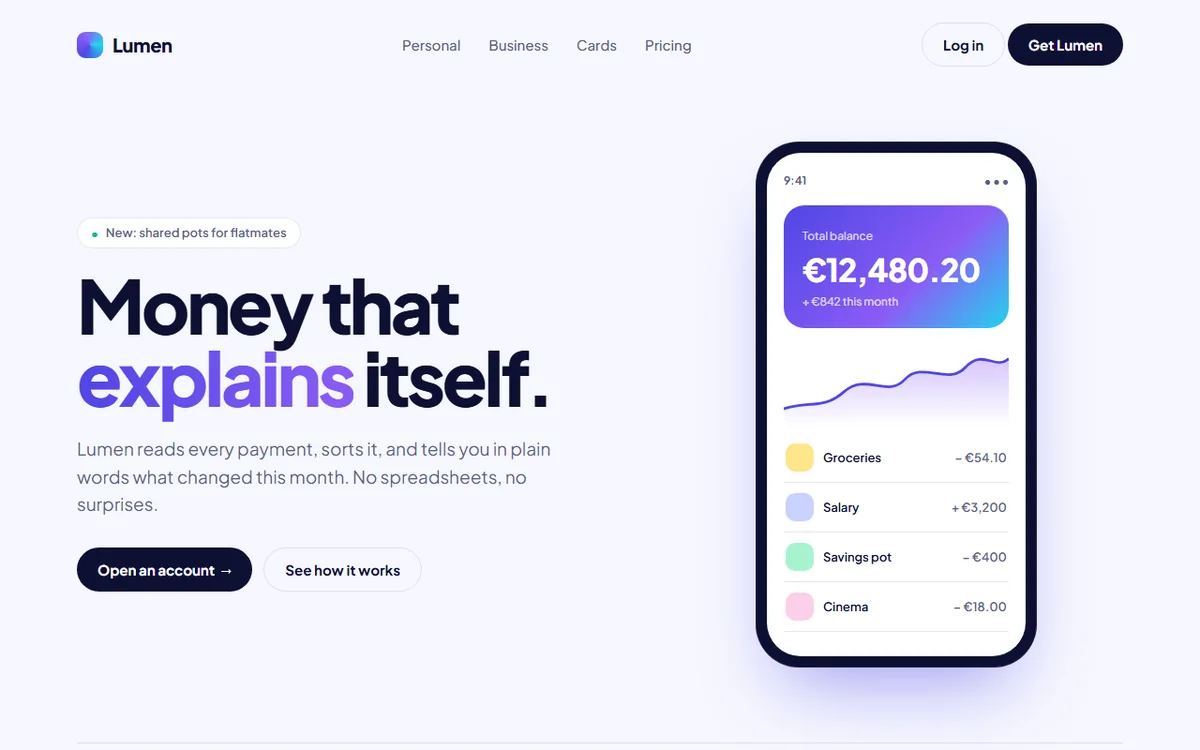 Lumen
Personal Business Cards Pricing
Log in
Get Lumen
New: shared pots for flatmates
Money that
explains itself.
Lumen reads every payment, sorts it, and tells you in plain
words what changed this month. No spreadsheets, no
surprises.
Open an account →
See how it works
9:41
Total balance
€12,480.20
+ €842 this month
Groceries – €54.10
Salary + €3,200
Savings pot – €400
Cinema – €18.00